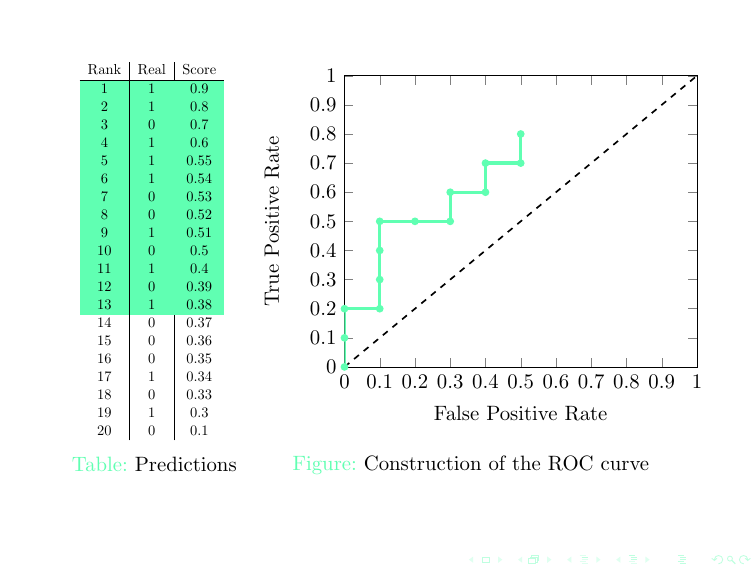 Rank Real Score
1 1 0.9
2 1 0.8
3 0 0.7
4 1 0.6
5 1 0.55
6 1 0.54
7 0 0.53
8 0 0.52
9 1 0.51
10 0 0.5
11 1 0.4
12 0 0.39
13 1 0.38
14 0 0.37
15 0 0.36
16 0 0.35
17 1 0.34
18 0 0.33
19 1 0.3
20 0 0.1
Table: Predictions
True Positive Rate
1
0.9
0.8
0.7
0.6
0.5
0.4
0.3
0.2
0.1
0
0 0.1 0.2 0.3 0.4 0.5 0.6 0.7 0.8 0.9 1
False Positive Rate
Figure: Construction of the ROC curve